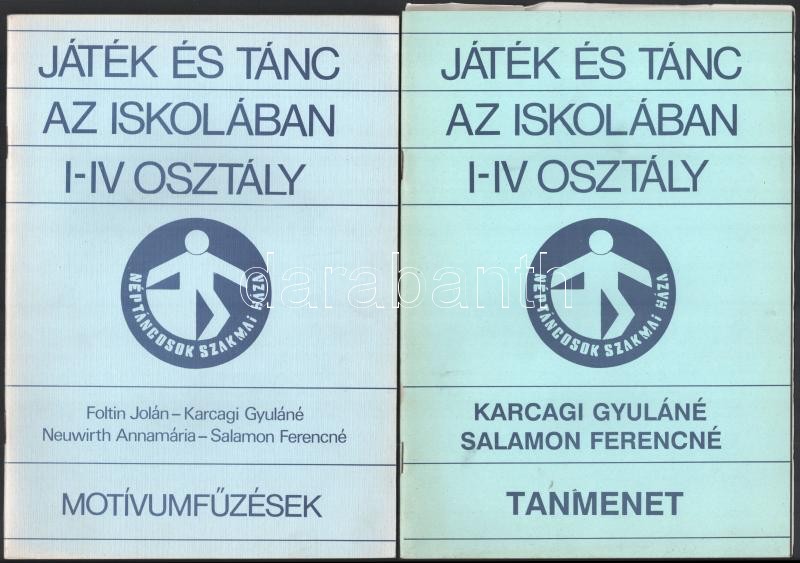 JÁTÉK ÉS TÁNC
AZ ISKOLÁBAN
I-IV OSZTÁLY
NÉPTÁNCOSOK SZAKMAI HÁZA
Foltin Jolán – Karcagi Gyuláné
Neuwirth Annamária – Salamon Ferencné
MOTÍVUMFŰZÉSEK
JÁTÉK ÉS TÁNC
AZ ISKOLÁBAN
I-IV OSZTÁLY
NÉPTÁNCOSOK SZAKMAI HÁZA
KARCAGI GYULÁNÉ
SALAMON FERENCNÉ
TANMENET
darabanth